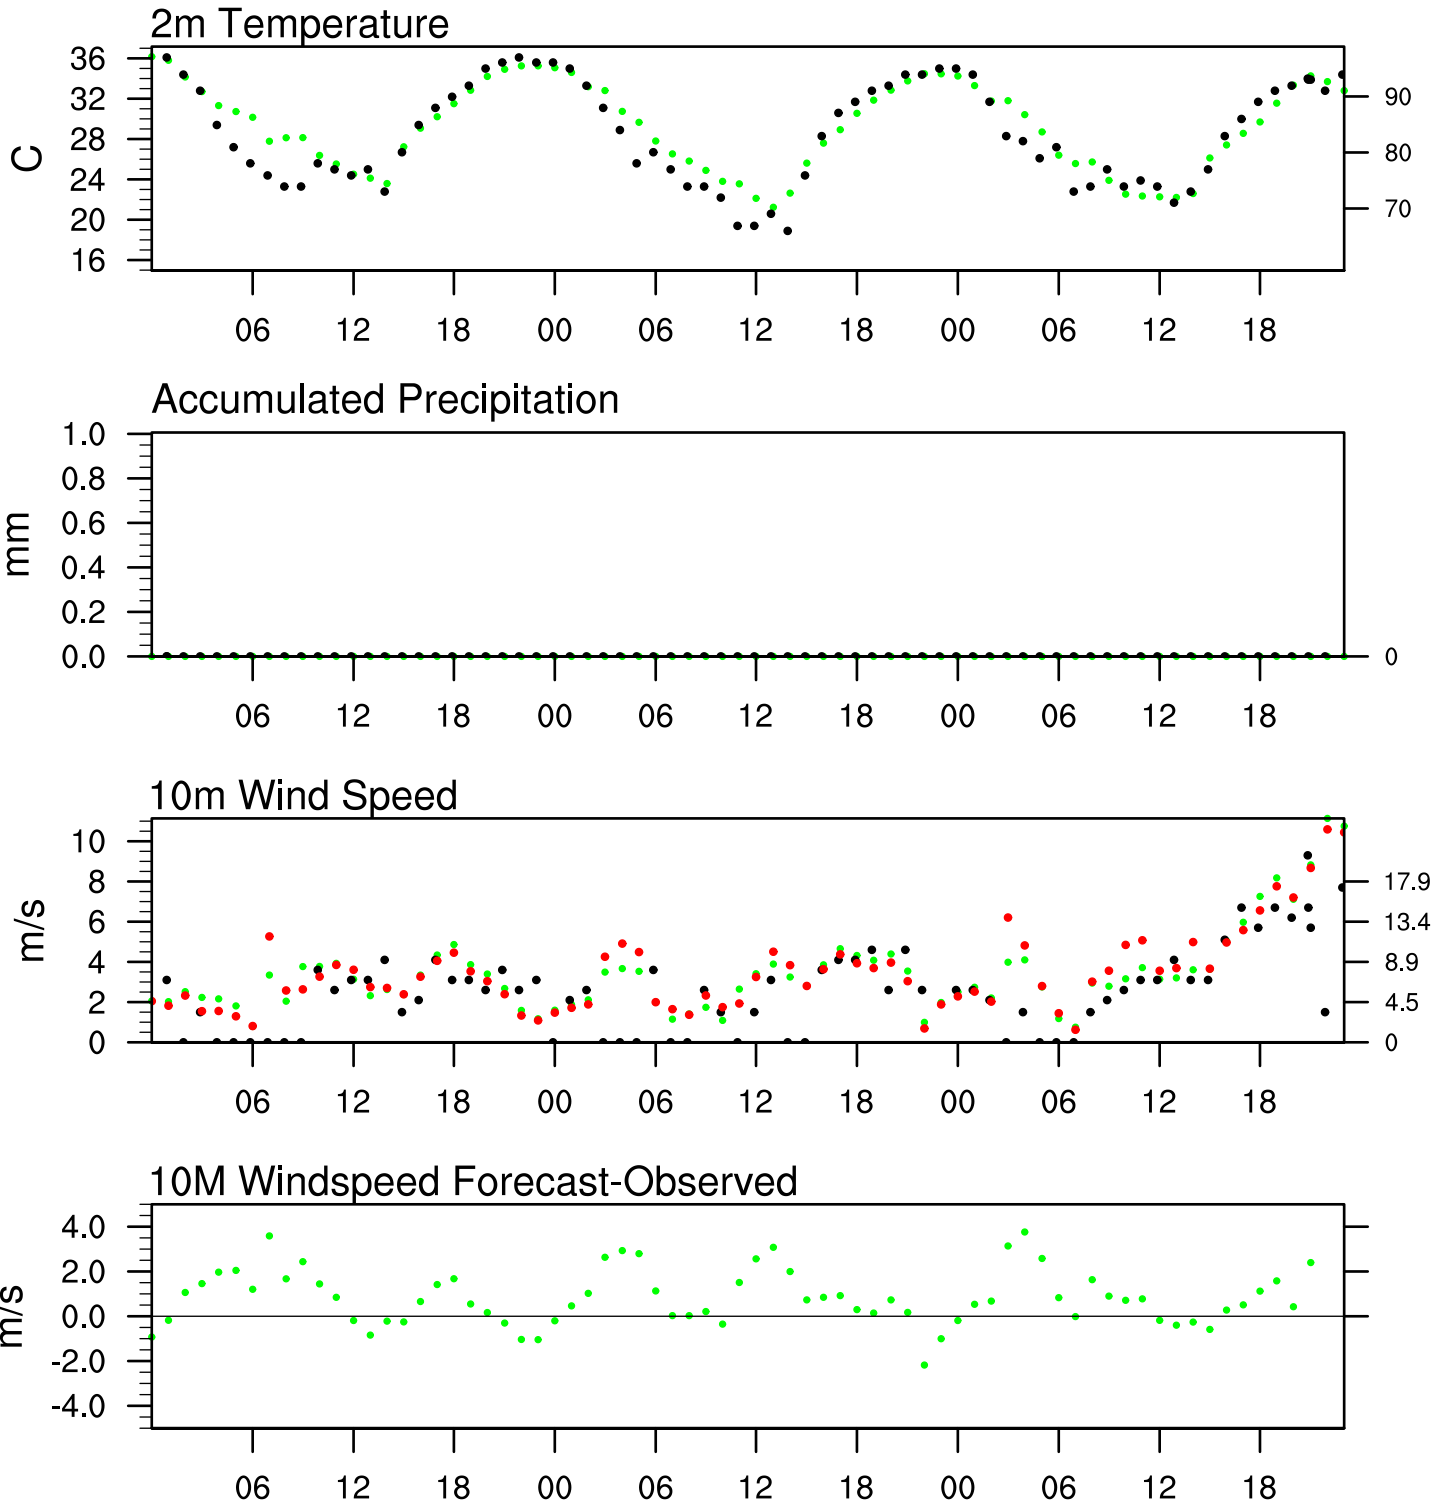 2m Temperature
36
32
28
24
20
16
C
90
80
70
06 12 18 00 06 12 18 00 06 12 18
Accumulated Precipitation
1.0
0.8
0.6
0.4
0.2
0.0
mm
0
06 12 18 00 06 12 18 00 06 12 18
10m Wind Speed
10
8
6
4
2
0
m/s
17.9
13.4
8.9
4.5
0
06 12 18 00 06 12 18 00 06 12 18
10M Windspeed Forecast-Observed
4.0
2.0
0.0
-2.0
-4.0
m/s
06 12 18 00 06 12 18 00 06 12 18